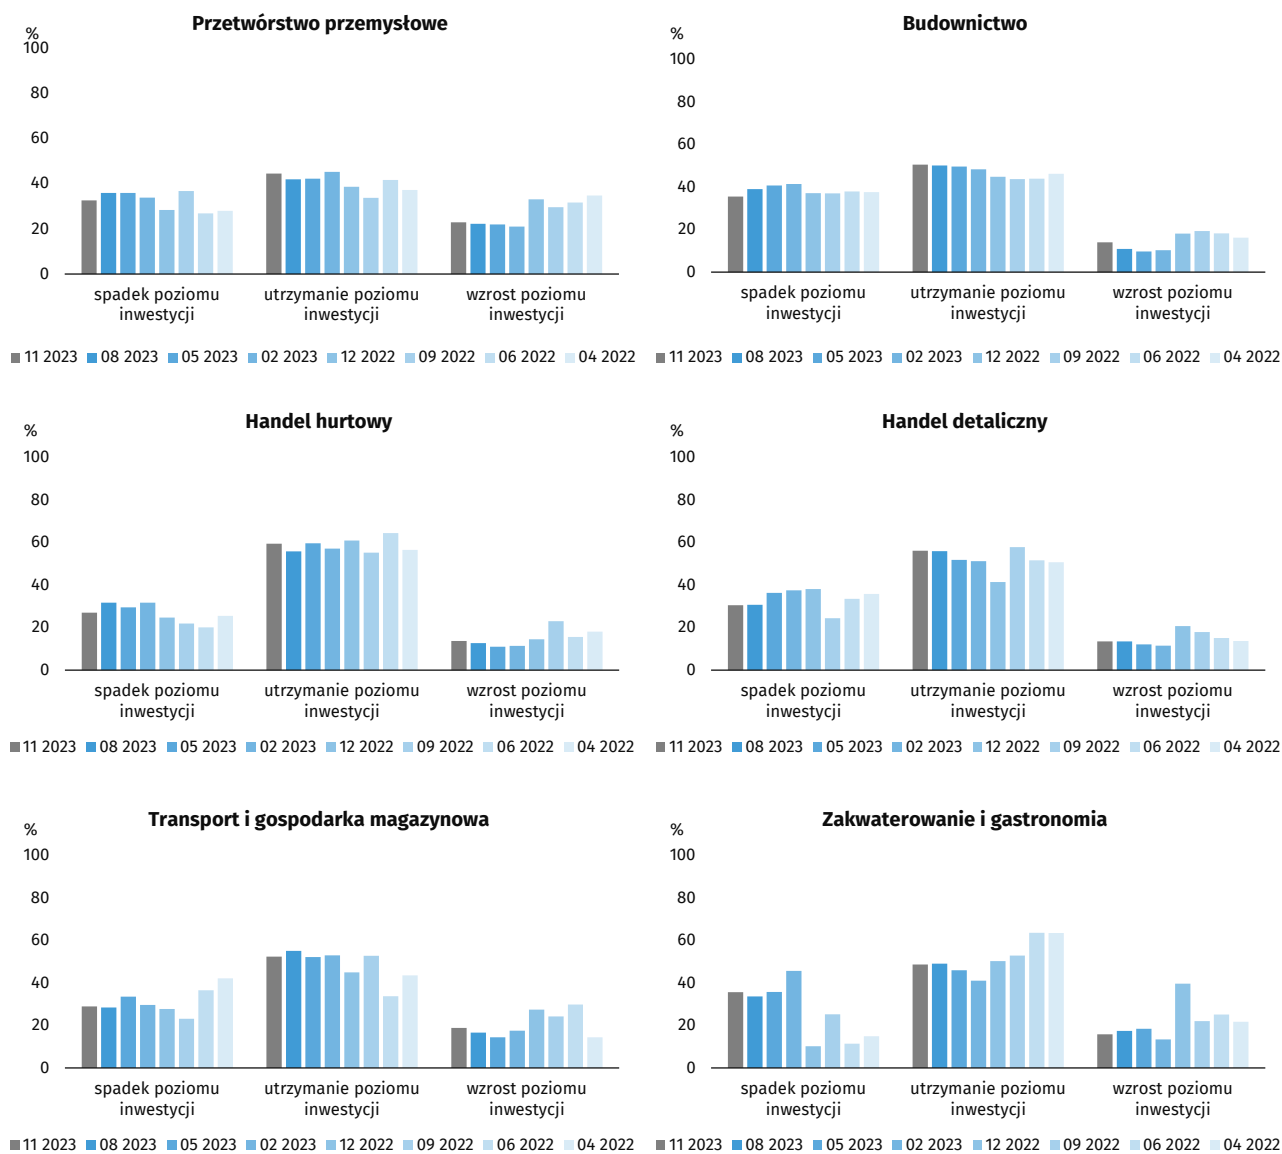 Przetwórstwo przemysłowe
%
100
80
60
40
20
0
spadek poziomu inwestycji
utrzymanie poziomu inwestycji
wzrost poziomu inwestycji
11 2023 08 2023 05 2023 02 2023 12 2022 09 2022 06 2022 04 2022
Budownictwo
%
100
80
60
40
20
0
spadek poziomu inwestycji
utrzymanie poziomu inwestycji
wzrost poziomu inwestycji
11 2023 08 2023 05 2023 02 2023 12 2022 09 2022 06 2022 04 2022
Handel hurtowy
%
100
80
60
40
20
0
spadek poziomu inwestycji
utrzymanie poziomu inwestycji
wzrost poziomu inwestycji
11 2023 08 2023 05 2023 02 2023 12 2022 09 2022 06 2022 04 2022
Handel detaliczny
%
100
80
60
40
20
0
spadek poziomu inwestycji
utrzymanie poziomu inwestycji
wzrost poziomu inwestycji
11 2023 08 2023 05 2023 02 2023 12 2022 09 2022 06 2022 04 2022
Transport i gospodarka magazynowa
%
100
80
60
40
20
0
spadek poziomu inwestycji
utrzymanie poziomu inwestycji
wzrost poziomu inwestycji
11 2023 08 2023 05 2023 02 2023 12 2022 09 2022 06 2022 04 2022
Zakwaterowanie i gastronomia
%
100
80
60
40
20
0
spadek poziomu inwestycji
utrzymanie poziomu inwestycji
wzrost poziomu inwestycji
11 2023 08 2023 05 2023 02 2023 12 2022 09 2022 06 2022 04 2022